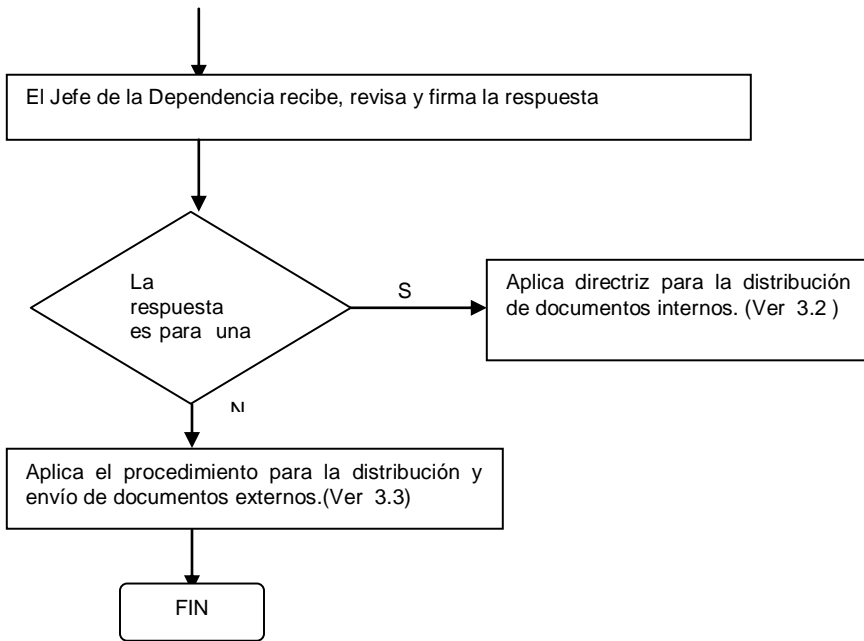 El Jefe de la Dependencia recibe, revisa y firma la respuesta
La
respuesta
es para una
S
Aplica directriz para la distribución
de documentos internos. (Ver 3.2 )
N
Aplica el procedimiento para la distribución y
envío de documentos externos.(Ver 3.3)
FIN